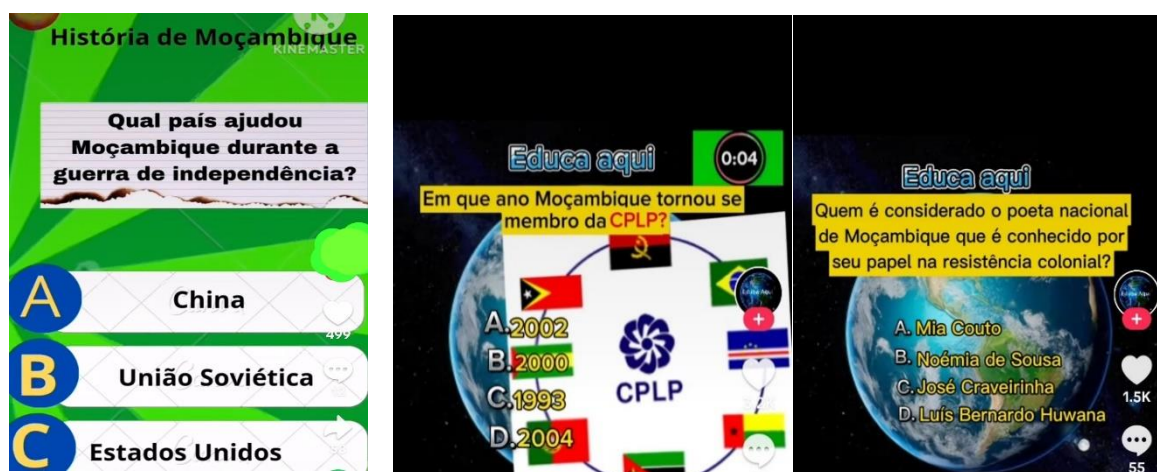 História de Moçambique
KINEMASTER
Qual país ajudou
Moçambique durante a
guerra de independência?
A
China
499
B
União Soviética
C
Estados Unidos
Educa aqui
0:04
Em que ano Moçambique tornou se
membro da CPLP?
A.2002
B.2000
C.1993
D.2004
CPLP
Educa aqui
Quem é considerado o poeta nacional
de Moçambique que é conhecido por
seu papel na resistência colonial?
A. Mia Couto
B. Noémia de Sousa
C. José Craveirinha
D. Luís Bernardo Huwana
1.5K
55